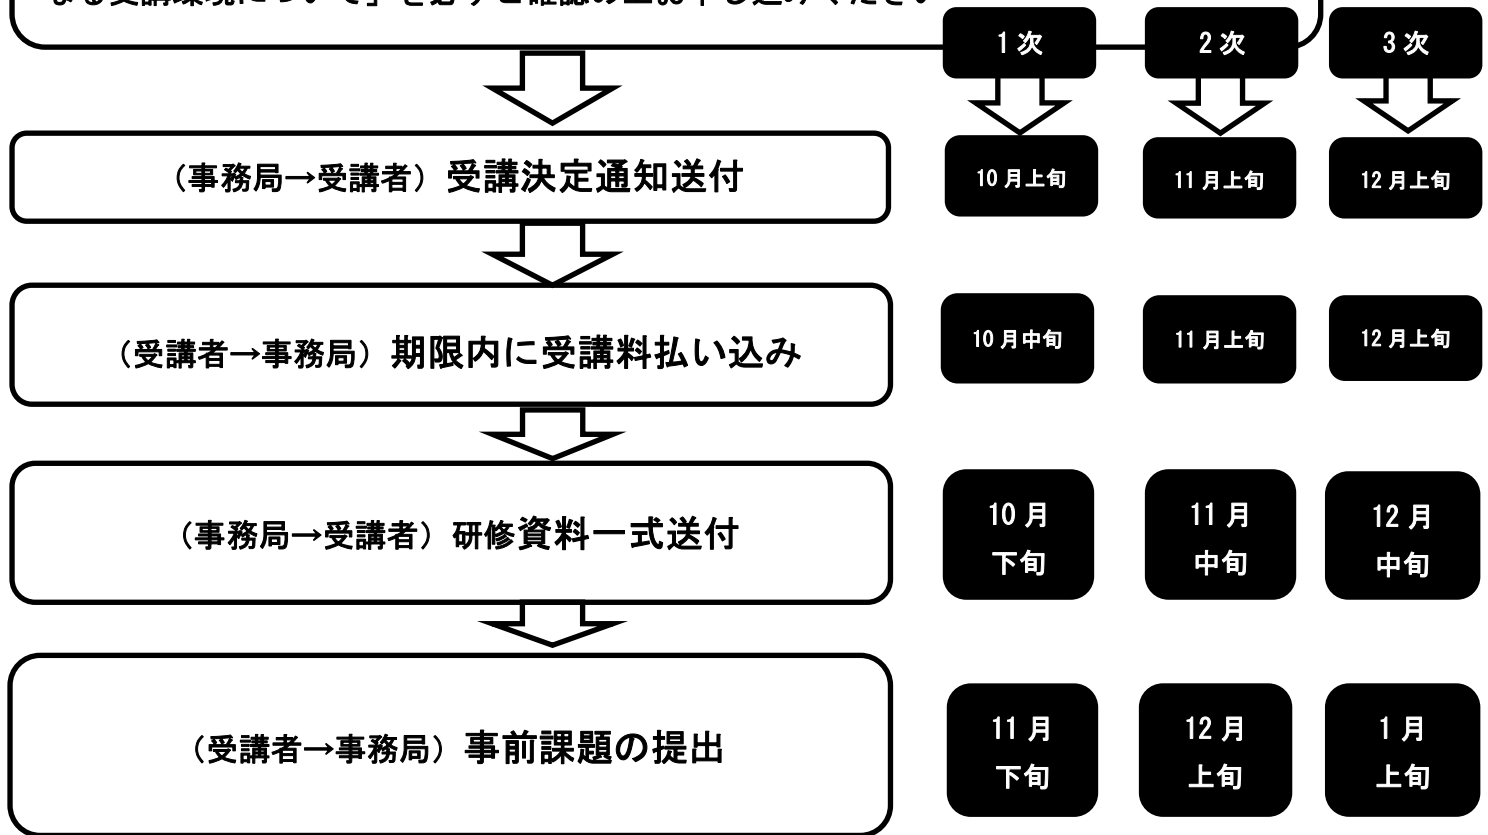 1次 2次 3次
（事務局→受講者）受講決定通知送付 10月上旬 11月上旬 12月上旬
（受講者→事務局）期限内に受講料払い込み 10月中旬 11月上旬 12月上旬
（事務局→受講者）研修資料一式送付
10月
下旬
11月
中旬
12月
中旬
（受講者→事務局）事前課題の提出
11月
下旬
12月
上旬
1月
上旬